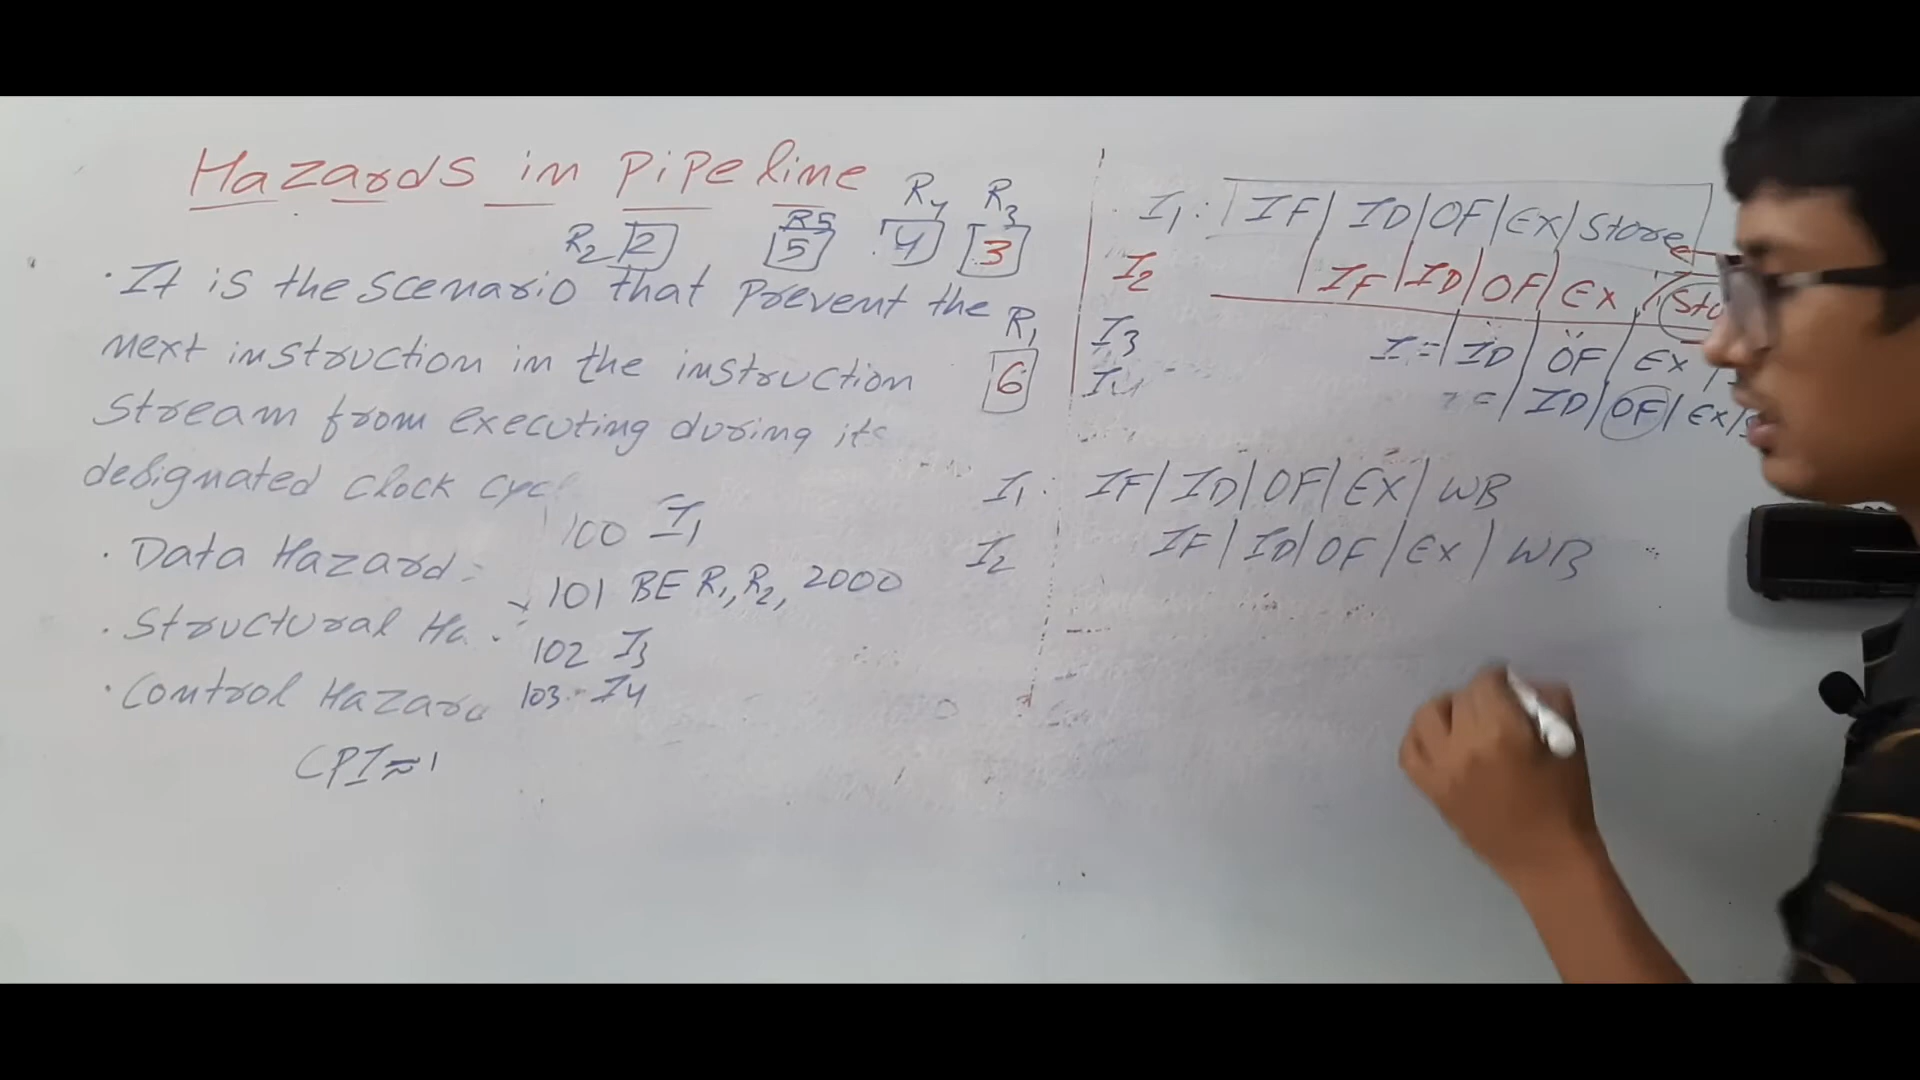 Hazards in Pipeline
R2 2
R5 5
R4 4
R3 3
• It is the scenario that prevent the
next instruction in the instruction
stream from executing during its
designated clock cyc
R1 6
• Data Hazard :
• Structural Ha
• Control Hazard
CPI ≈ 1
100 I1
101 BE R1, R2, 2000
102 I3
103 - I4
I1: IF | ID | OF | EX | Store
I2 | IF | ID | OF | EX | Sto
I3 I = | ID | OF | EX |
I4 = | ID | OF | EX |
I1: IF | ID | OF | EX | WB
I2 IF | ID | OF | EX | WB